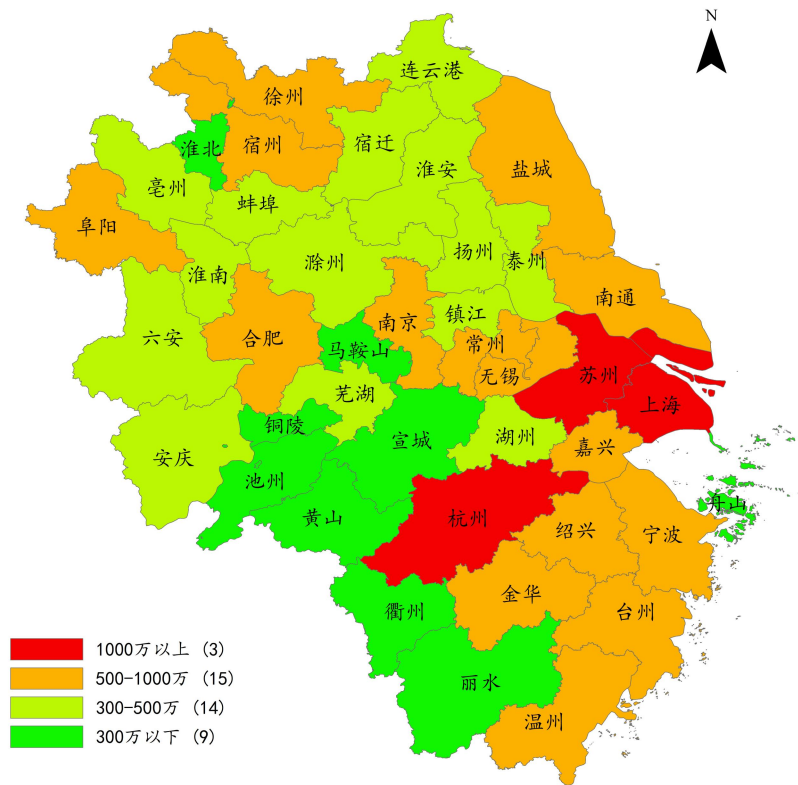 N
连云港
徐州
淮北
宿州
宿迁
淮安
盐城
亳州
蚌埠
阜阳
淮南
滁州
扬州
泰州
南通
六安
合肥
南京
镇江
马鞍山
常州
无锡
苏州
上海
芜湖
铜陵
宣城
湖州
嘉兴
安庆
池州
黄山
杭州
绍兴
宁波
舟山
衢州
金华
台州
丽水
温州
1000万以上 (3)
500-1000万 (15)
300-500万 (14)
300万以下 (9)